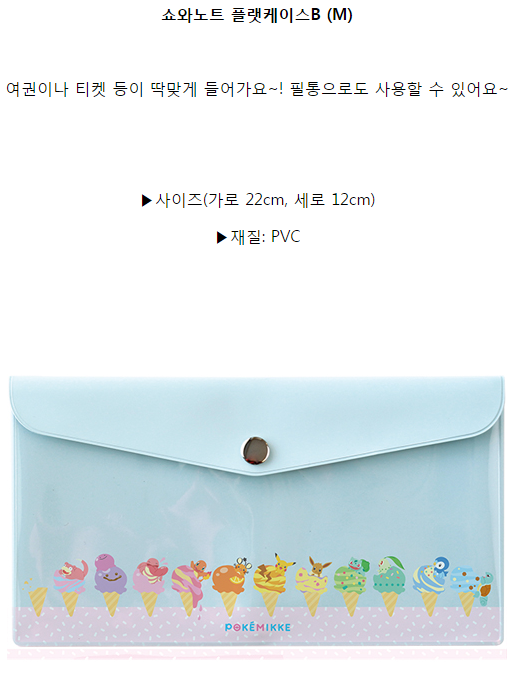 쇼와노트 플랫케이스B (M)
여권이나 티켓 등이 딱맞게 들어가요~! 필통으로도 사용할 수 있어요~
▶사이즈(가로 22cm, 세로 12cm)
▶재질: PVC
POKÉMIKKE